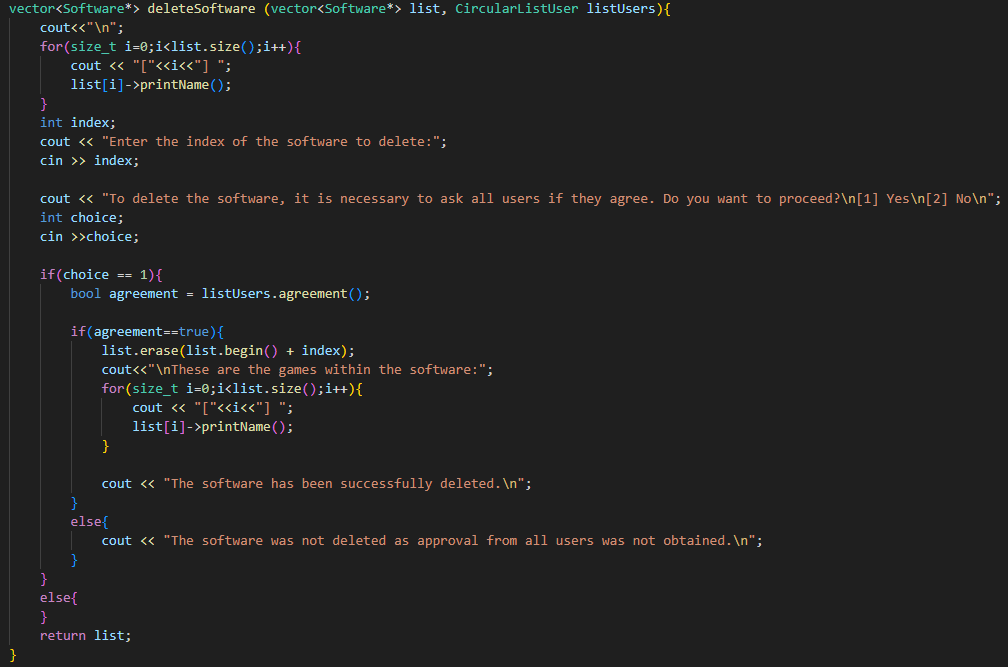 vector<Software*> deleteSoftware (vector<Software*> list, CircularListUser listUsers){
    cout<<"\n";
    for(size_t i=0;i<list.size();i++){
        cout << "["<<i<<"] ";
        list[i]->printName();
    }
    int index;
    cout << "Enter the index of the software to delete:";
    cin >> index;

    cout << "To delete the software, it is necessary to ask all users if they agree. Do you want to proceed?\n[1] Yes\n[2] No\n";
    int choice;
    cin >>choice;

    if(choice == 1){
        bool agreement = listUsers.agreement();

        if(agreement==true){
            list.erase(list.begin() + index);
            cout<<"\nThese are the games within the software:";
            for(size_t i=0;i<list.size();i++){
                cout << "["<<i<<"] ";
                list[i]->printName();
            }

            cout << "The software has been successfully deleted.\n";
        }
        else{
            cout << "The software was not deleted as approval from all users was not obtained.\n";
        }
    }
    else{
    }
    return list;
}